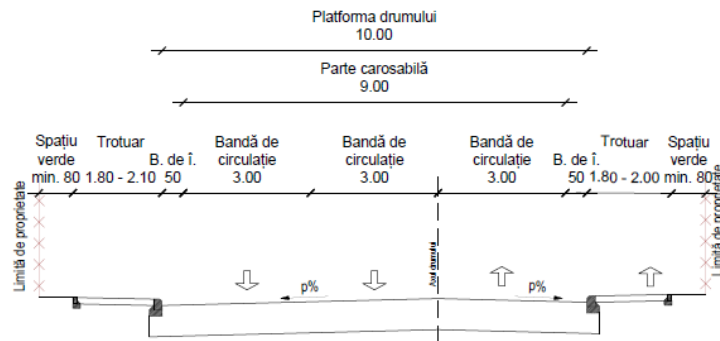 Platforma drumului
10.00
Parte carosabilă
9.00
Spațiu
verde
min. 80
Trotuar
1.80 - 2.10
B. de î.
50
Bandă de
circulație
3.00
Bandă de
circulație
3.00
Bandă de
circulație
3.00
B. de î.
50
Trotuar
1.80 - 2.00
Spațiu
verde
min. 80
Limită de proprietate
Axul drumului
Limită de proprietate
p%
p%